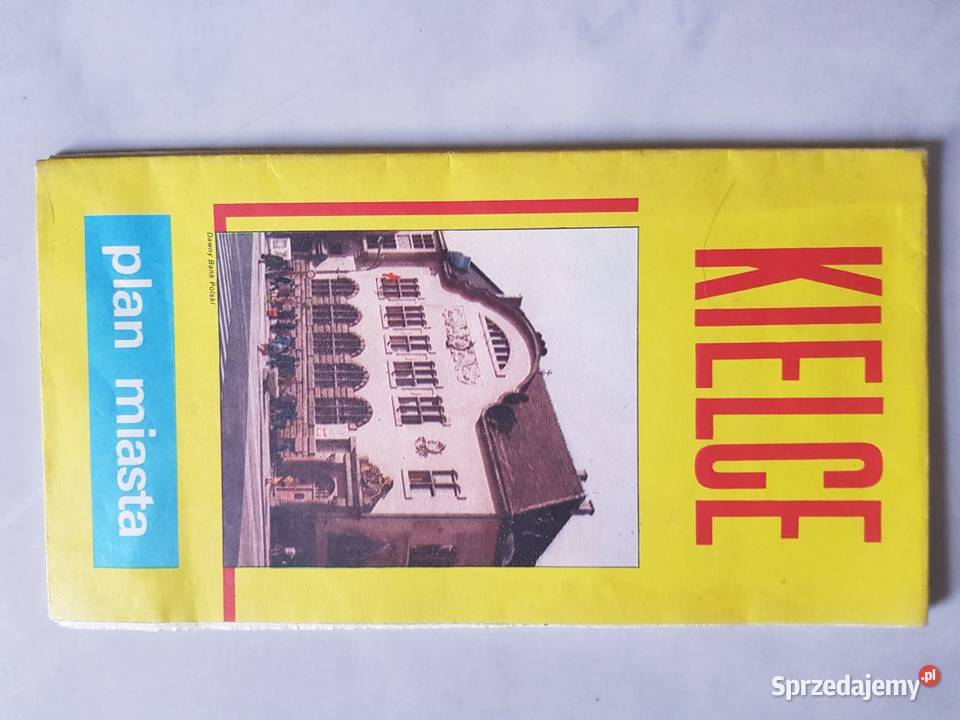 KIELCE
Dawny Bank Polski
plan miasta
Sprzedajemy.pl